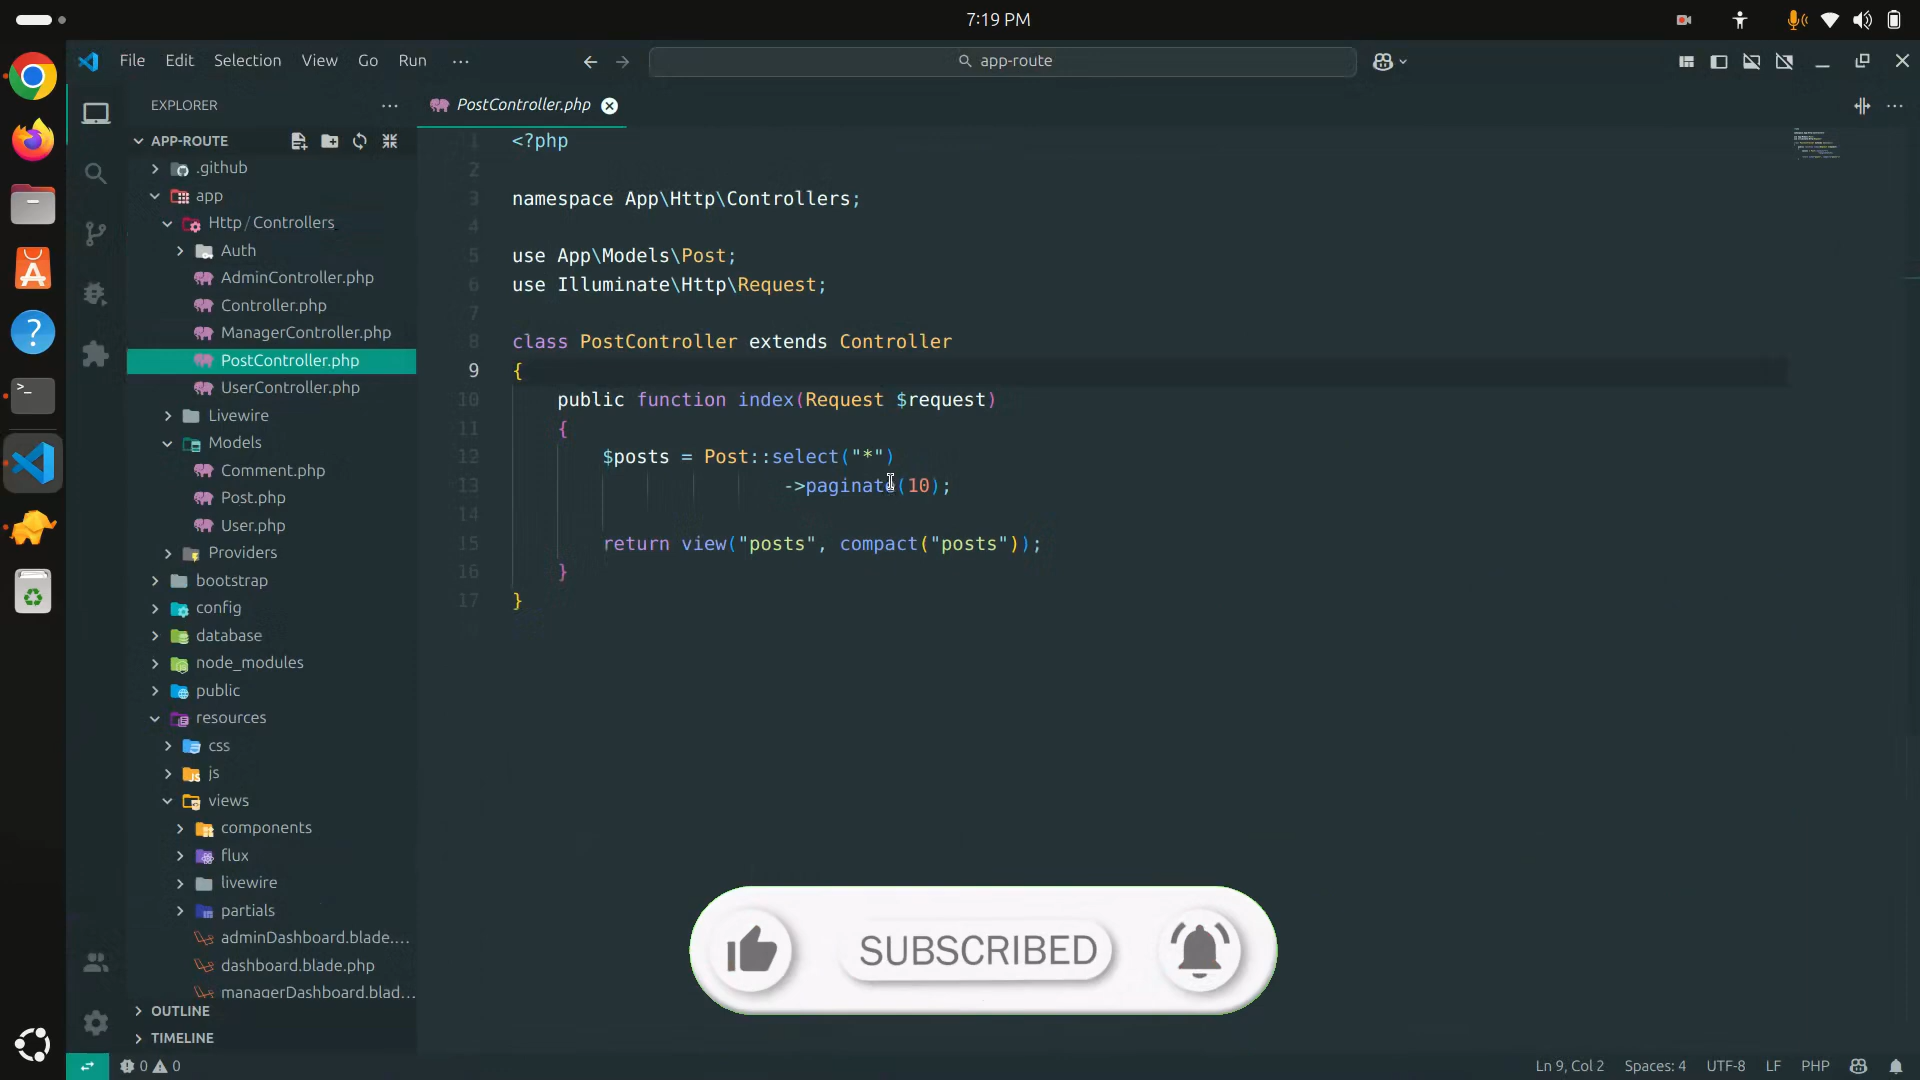 7:19 PM
File Edit Selection View Go Run ...
app-route
EXPLORER
PostController.php
APP-ROUTE
.github
app
Http / Controllers
Auth
AdminController.php
Controller.php
ManagerController.php
PostController.php
UserController.php
Livewire
Models
Comment.php
Post.php
User.php
Providers
bootstrap
config
database
node_modules
public
resources
css
js
views
components
flux
livewire
partials
adminDashboard.blade....
dashboard.blade.php
managerDashboard.blad...
OUTLINE
TIMELINE
1 <?php
2
3 namespace App\Http\Controllers;
4
5 use App\Models\Post;
6 use Illuminate\Http\Request;
7
8 class PostController extends Controller
9 {
10 public function index(Request $request)
11 {
12 $posts = Post::select("*")
13 ->paginate(10);
14
15 return view("posts", compact("posts"));
16 }
17 }
SUBSCRIBED
0 0
Ln 9, Col 2 Spaces: 4 UTF-8 LF PHP